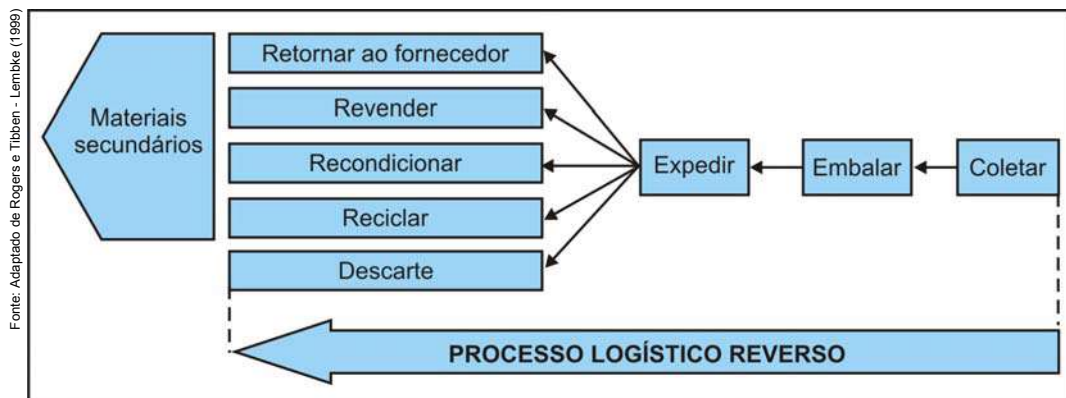 Fonte: Adaptado de Rogers e Tibben - Lembke (1999)
Materiais
secundários
Retornar ao fornecedor
Revender
Recondicionar
Reciclar
Descarte
Expedir
Embalar
Coletar
PROCESSO LOGÍSTICO REVERSO